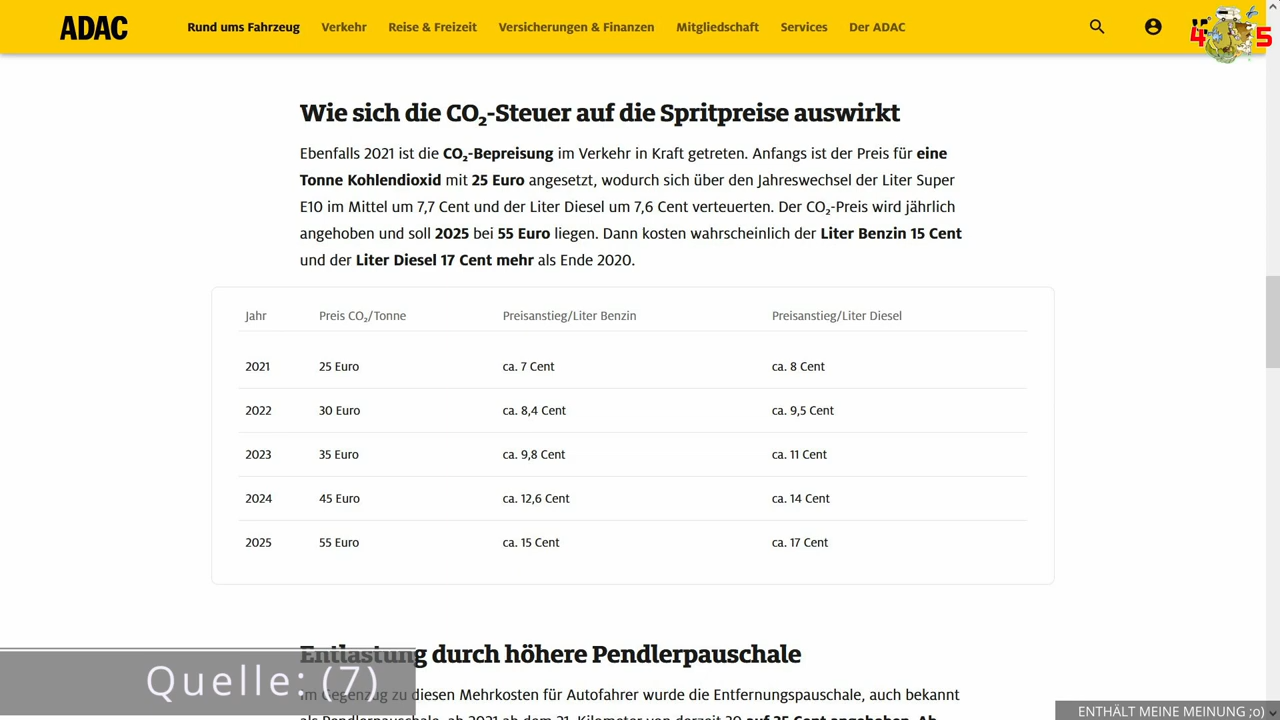 ADAC Rund ums Fahrzeug Verkehr Reise & Freizeit Versicherungen & Finanzen Mitgliedschaft Services Der ADAC
4 5
Wie sich die CO₂-Steuer auf die Spritpreise auswirkt
Ebenfalls 2021 ist die CO₂-Bepreisung im Verkehr in Kraft getreten. Anfangs ist der Preis für eine
Tonne Kohlendioxid mit 25 Euro angesetzt, wodurch sich über den Jahreswechsel der Liter Super
E10 im Mittel um 7,7 Cent und der Liter Diesel um 7,6 Cent verteuerten. Der CO₂-Preis wird jährlich
angehoben und soll 2025 bei 55 Euro liegen. Dann kosten wahrscheinlich der Liter Benzin 15 Cent
und der Liter Diesel 17 Cent mehr als Ende 2020.
Jahr Preis CO₂/Tonne Preisanstieg/Liter Benzin Preisanstieg/Liter Diesel
2021 25 Euro ca. 7 Cent ca. 8 Cent
2022 30 Euro ca. 8,4 Cent ca. 9,5 Cent
2023 35 Euro ca. 9,8 Cent ca. 11 Cent
2024 45 Euro ca. 12,6 Cent ca. 14 Cent
2025 55 Euro ca. 15 Cent ca. 17 Cent
Entlastung durch höhere Pendlerpauschale
Quelle: (7)
Im Gegenzug zu diesen Mehrkosten für Autofahrer wurde die Entfernungspauschale, auch bekannt
ENTHÄLT MEINE MEINUNG ;o)